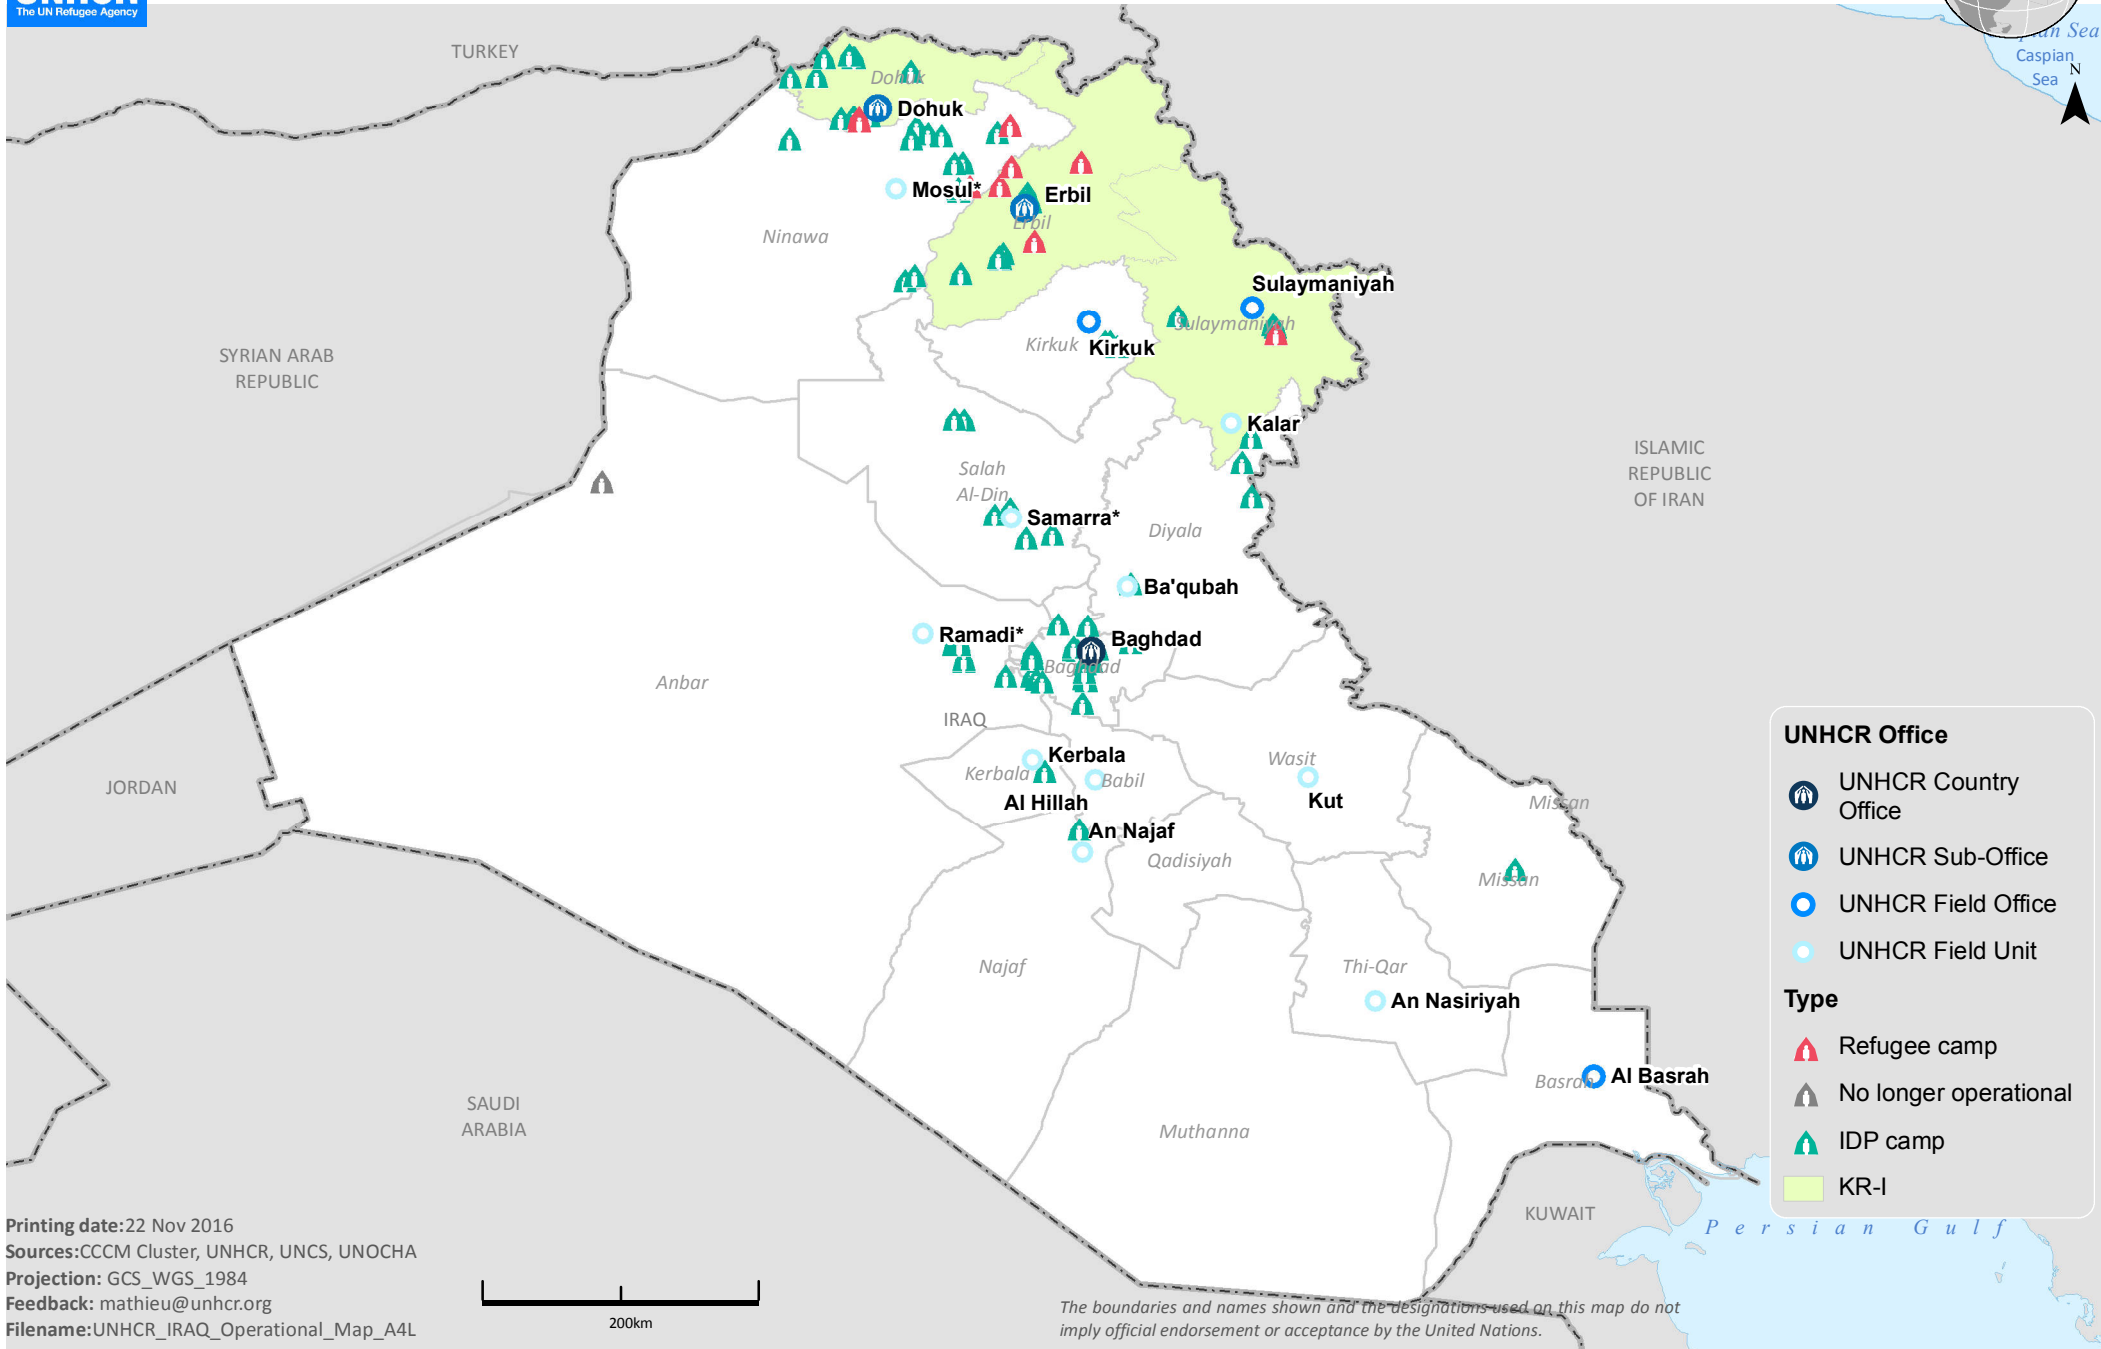 The UN Refugee Agency
TURKEY
Sea
Caspian
Sea
N
Dohuk
Dohuk
Mosul*
Erbil
Erbil
Ninawa
Sulaymaniyah
Sulaymaniyah
Kirkuk
Kirkuk
SYRIAN ARAB
REPUBLIC
Kalar
ISLAMIC
REPUBLIC
OF IRAN
Salah
Al-Din
Samarra*
Diyala
Ba'qubah
Ramadi*
Baghdad
Baghdad
Anbar
IRAQ
Kerbala
Kerbala
Babil
Al Hillah
Wasit
Kut
JORDAN
Missan
An Najaf
Qadisiyah
Missan
Najaf
Thi-Qar
An Nasiriyah
Basrah
Al Basrah
SAUDI
ARABIA
Muthanna
KUWAIT
Persian Gulf
UNHCR Office
UNHCR Country
Office
UNHCR Sub-Office
UNHCR Field Office
UNHCR Field Unit
Type
Refugee camp
No longer operational
IDP camp
KR-I
Printing date:22 Nov 2016
Sources:CCCM Cluster, UNHCR, UNCS, UNOCHA
Projection: GCS_WGS_1984
Feedback: mathieu@unhcr.org
Filename:UNHCR_IRAQ_Operational_Map_A4L
200km
The boundaries and names shown and the designations used on this map do not
imply official endorsement or acceptance by the United Nations.